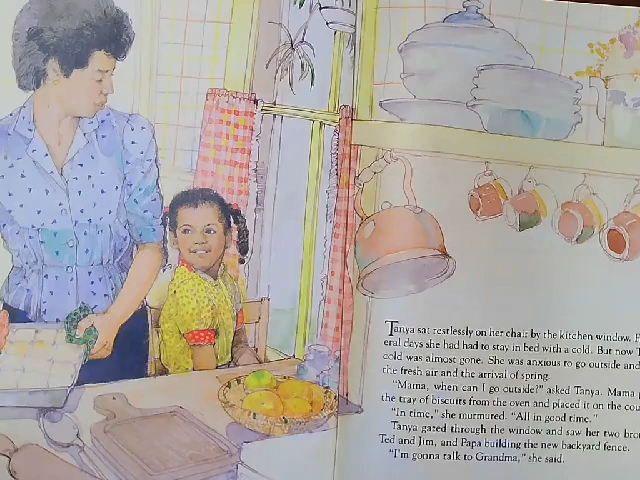 Tanya sat restlessly on her chair by the kitchen window.
eral days she had had to stay in bed with a cold. But now
cold was almost gone. She was anxious to go outside and
the fresh air and the arrival of spring.
"Mama, when can I go outside?" asked Tanya. Mama
the tray of biscuits from the oven and placed it on the
"In time," she murmured. "All in good time."
Tanya gazed through the window and saw her two
Ted and Jim, and Papa building the new backyard fence.
"I'm gonna talk to Grandma," she said.